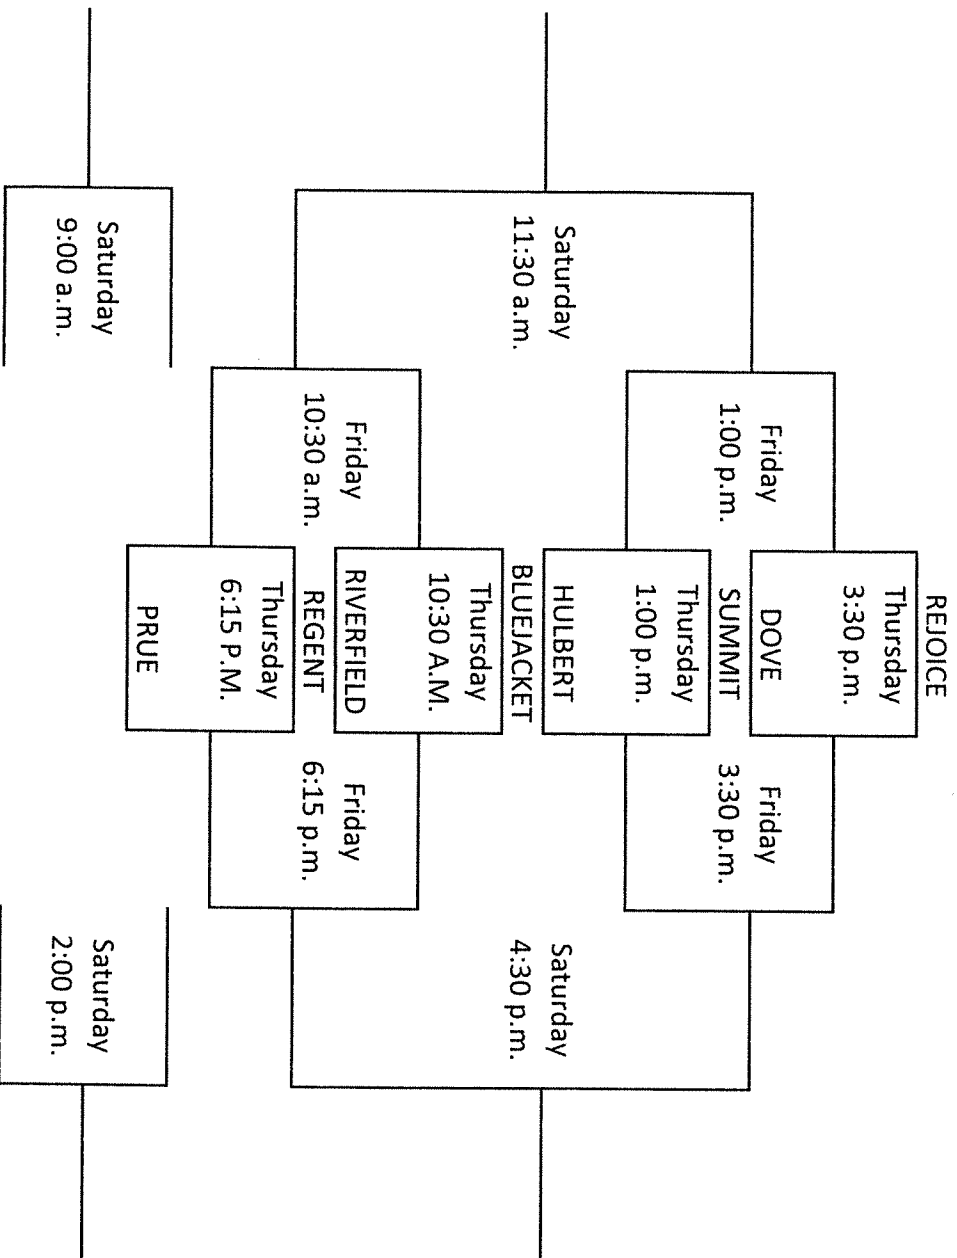 REJOICE
Thursday
3:30 p.m.
Friday
1:00 p.m.
DOVE
SUMMIT
Friday
3:30 p.m.
Thursday
1:00 p.m.
Saturday
11:30 a.m.
HULBERT
BLUEJACKET
Saturday
4:30 p.m.
Thursday
10:30 A.M.
Friday
10:30 a.m.
RIVERFIELD
REGENT
Friday
6:15 p.m.
Thursday
6:15 P.M.
PRUE
Saturday
9:00 a.m.
Saturday
2:00 p.m.